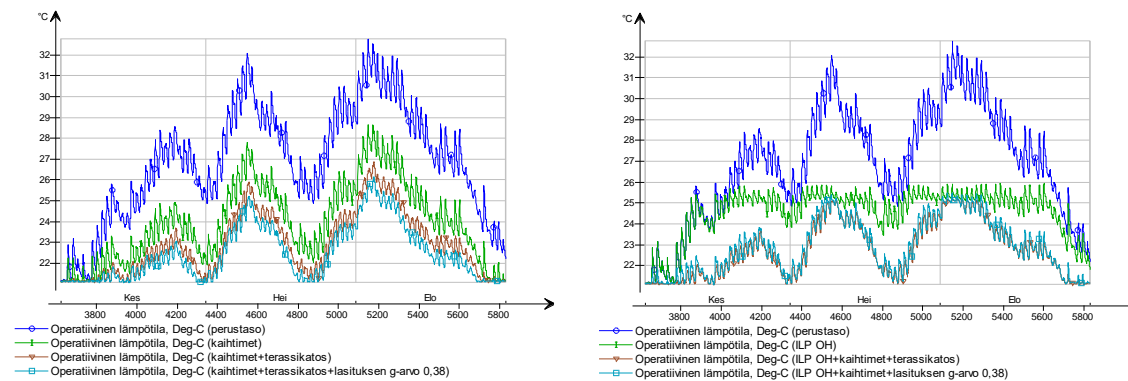 °C
32
31
30
29
28
27
26
25
24
23
22
Kes Hei Elo
3800 4000 4200 4400 4600 4800 5000 5200 5400 5600 5800
Operatiivinen lämpötila, Deg-C (perustaso)
Operatiivinen lämpötila, Deg-C (kaihtimet)
Operatiivinen lämpötila, Deg-C (kaihtimet+terassikatos)
Operatiivinen lämpötila, Deg-C (kaihtimet+terassikatos+lasituksen g-arvo 0,38)
°C
32
31
30
29
28
27
26
25
24
23
22
Kes Hei Elo
3800 4000 4200 4400 4600 4800 5000 5200 5400 5600 5800
Operatiivinen lämpötila, Deg-C (perustaso)
Operatiivinen lämpötila, Deg-C (ILP OH)
Operatiivinen lämpötila, Deg-C (ILP OH+kaihtimet+terassikatos)
Operatiivinen lämpötila, Deg-C (ILP OH+kaihtimet+lasituksen g-arvo 0,38)